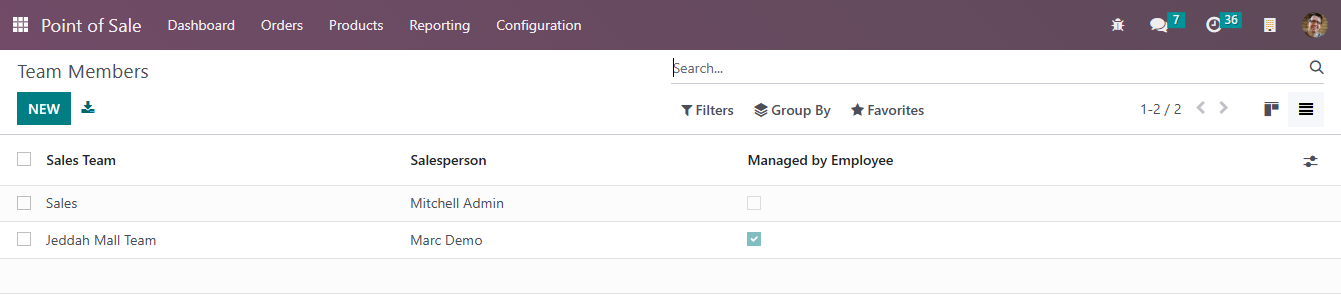 Point of Sale Dashboard Orders Products Reporting Configuration 7 36
Team Members Search...
NEW Filters Group By Favorites 1-2 / 2
Sales Team Salesperson Managed by Employee
Sales Mitchell Admin
Jeddah Mall Team Marc Demo